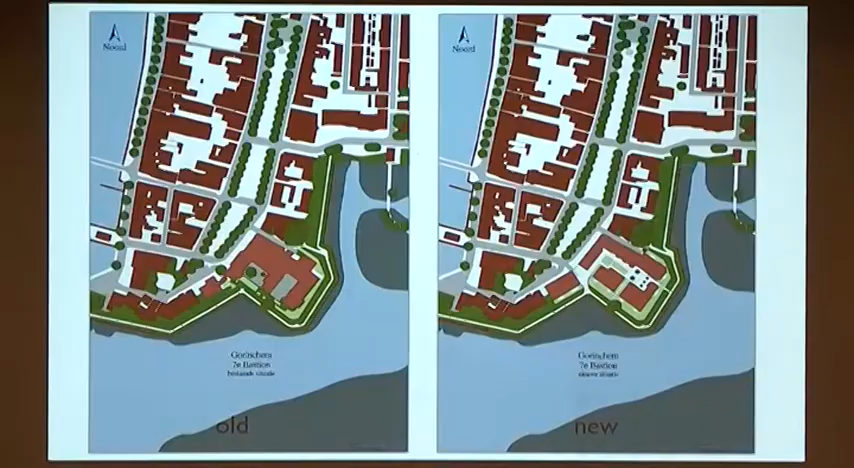 Noord
Noord
Gorinchem
7e Bastion
bestaande situatie
Gorinchem
7e Bastion
nieuwe situatie
old
new